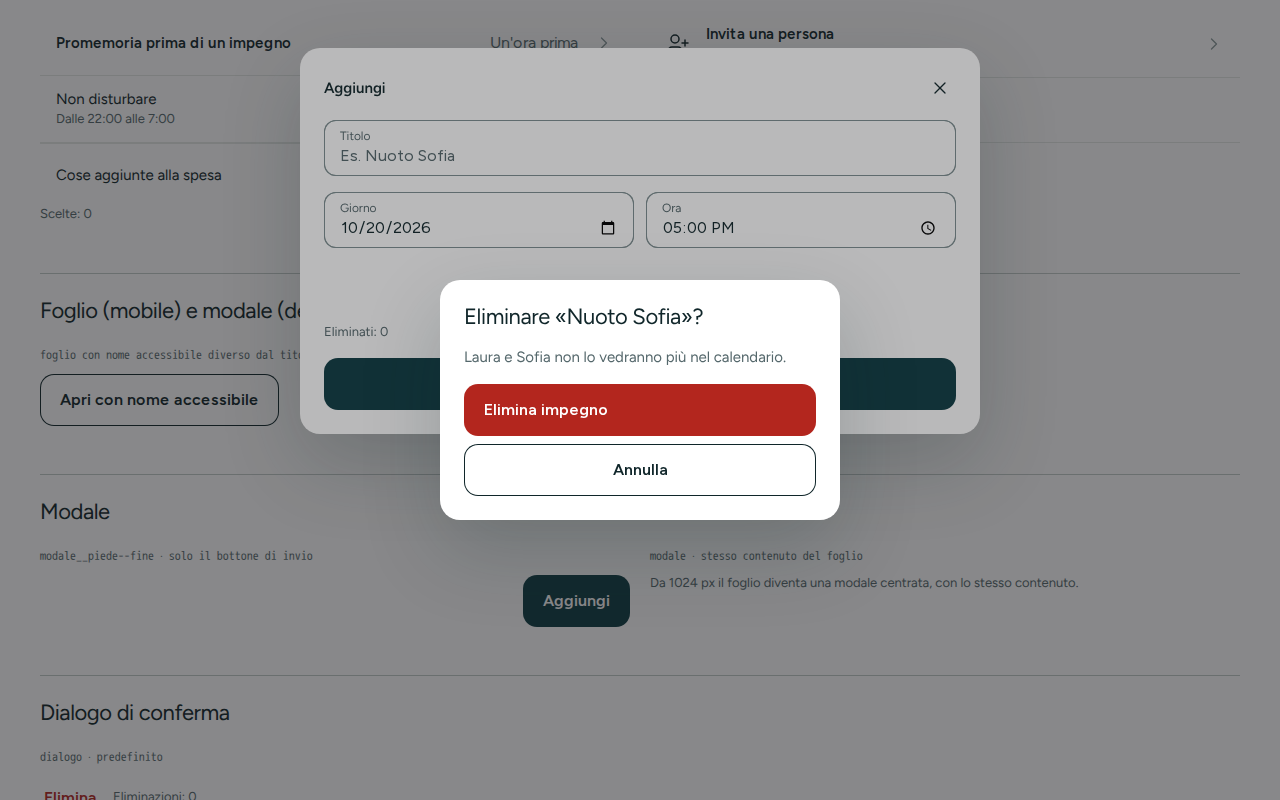 Promemoria prima di un impegno
Un'ora prima
Invita una persona
Non disturbare
Dalle 22:00 alle 7:00
Cose aggiunte alla spesa
Scelte: 0
Aggiungi
Titolo
Es. Nuoto Sofia
Giorno
10/20/2026
Ora
05:00 PM
Eliminati: 0
Eliminare «Nuoto Sofia»?
Laura e Sofia non lo vedranno più nel calendario.
Elimina impegno
Annulla
Foglio (mobile) e modale (de
foglio con nome accessibile diverso dal tito
Apri con nome accessibile
Modale
modale__piede--fine · solo il bottone di invio
Aggiungi
modale · stesso contenuto del foglio
Da 1024 px il foglio diventa una modale centrata, con lo stesso contenuto.
Dialogo di conferma
dialogo · predefinito
Elimina
Eliminazioni: 0